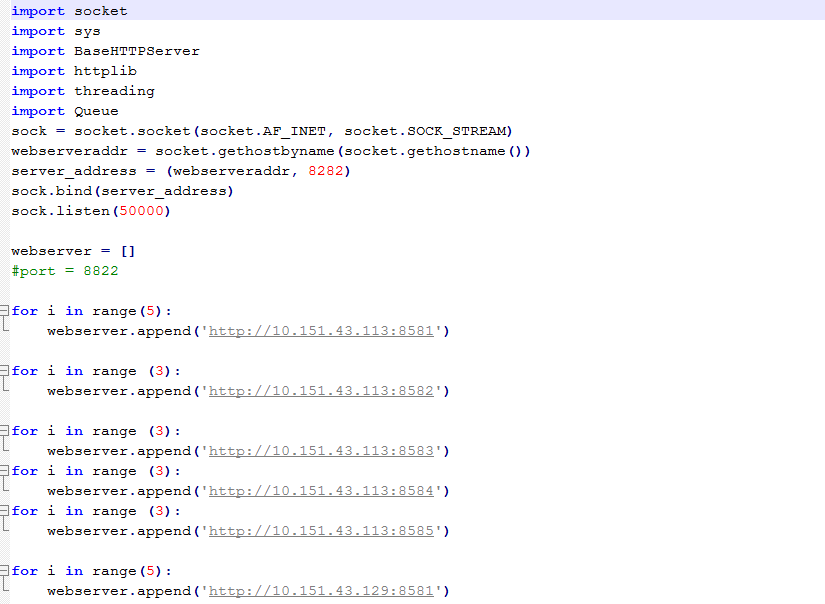 import socket
import sys
import BaseHTTPServer
import httplib
import threading
import Queue
sock = socket.socket(socket.AF_INET, socket.SOCK_STREAM)
webserveraddr = socket.gethostbyname(socket.gethostname())
server_address = (webserveraddr, 8282)
sock.bind(server_address)
sock.listen(50000)

webserver = []
#port = 8822

for i in range(5):
    webserver.append('http://10.151.43.113:8581')

for i in range (3):
    webserver.append('http://10.151.43.113:8582')

for i in range (3):
    webserver.append('http://10.151.43.113:8583')
for i in range (3):
    webserver.append('http://10.151.43.113:8584')
for i in range (3):
    webserver.append('http://10.151.43.113:8585')

for i in range(5):
    webserver.append('http://10.151.43.129:8581')